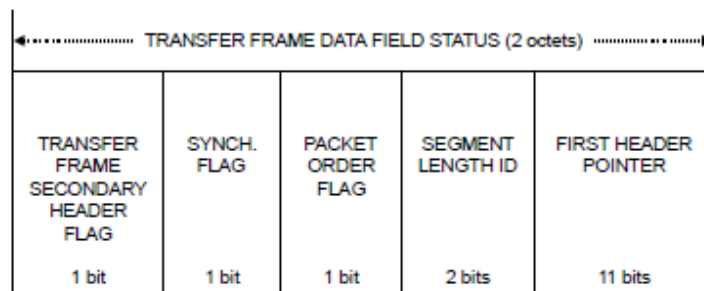 TRANSFER FRAME DATA FIELD STATUS (2 octets)
TRANSFER
FRAME
SECONDARY
HEADER
FLAG
1 bit
SYNCH.
FLAG
1 bit
PACKET
ORDER
FLAG
1 bit
SEGMENT
LENGTH ID
2 bits
FIRST HEADER
POINTER
11 bits